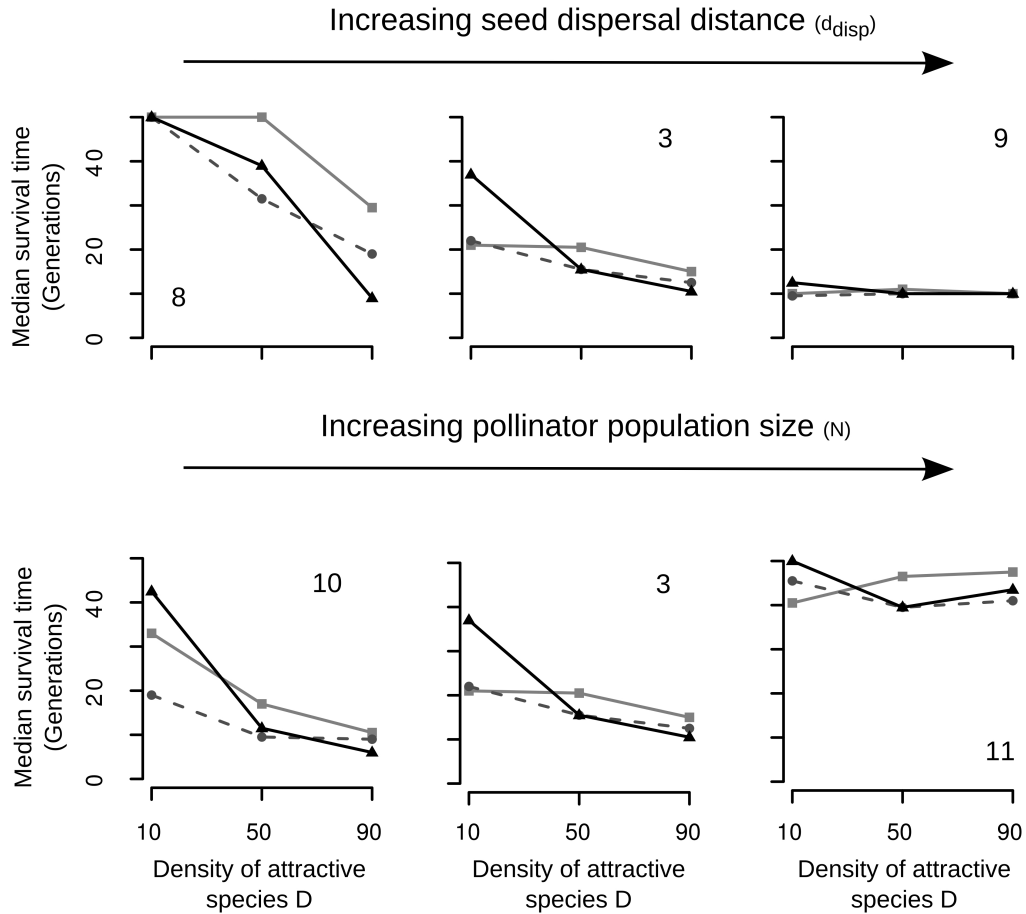 Increasing seed dispersal distance (d_disp)
8
3
9
Median survival time
(Generations)
0
20
40
Increasing pollinator population size (N)
10
3
11
Median survival time
(Generations)
0
20
40
10 50 90 10 50 90 10 50 90
Density of attractive Density of attractive Density of attractive
species D species D species D